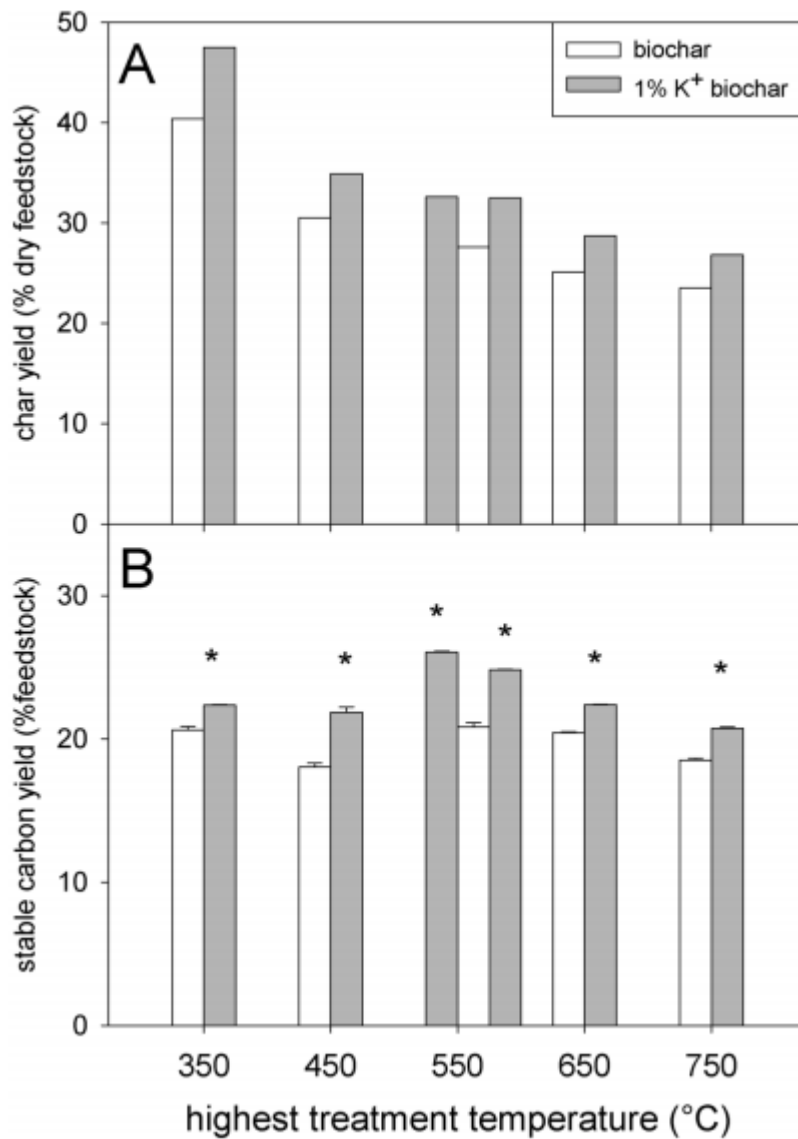 A
biochar
1% K⁺ biochar
char yield (% dry feedstock)
50
40
30
20
10
0
B
stable carbon yield (%feedstock)
30
20
10
0
*
*
*
*
*
*
350 450 550 650 750
highest treatment temperature (°C)